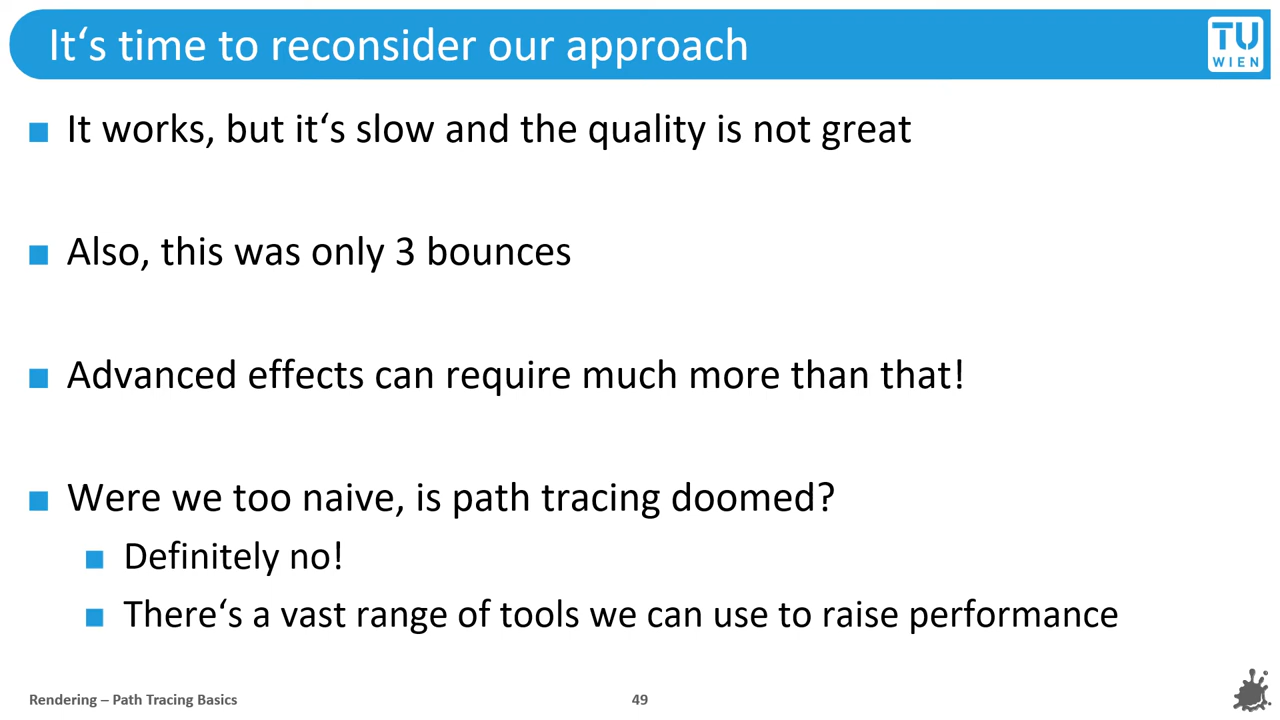 It‘s time to reconsider our approach
TU
WIEN
It works, but it‘s slow and the quality is not great
Also, this was only 3 bounces
Advanced effects can require much more than that!
Were we too naive, is path tracing doomed?
Definitely no!
There‘s a vast range of tools we can use to raise performance
Rendering – Path Tracing Basics
49